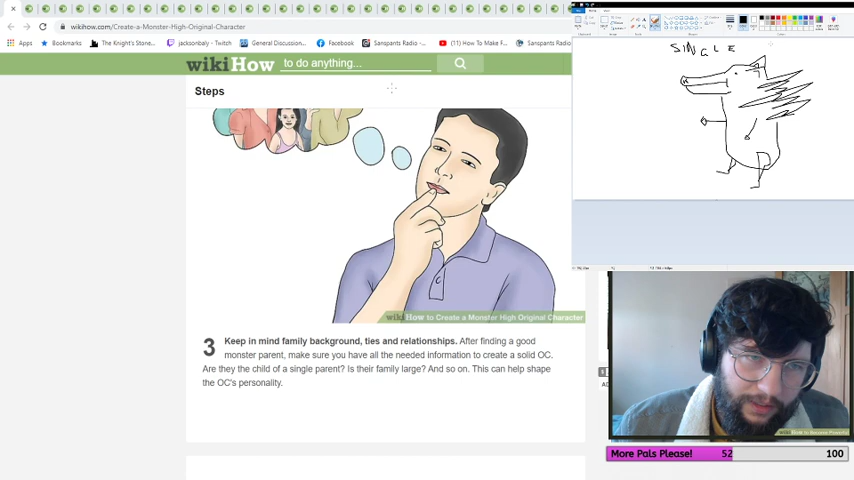 wikihow.com/Create-a-Monster-High-Original-Character
Apps
Bookmarks
The Knight's Stone...
jacksonbaly - Twitch
General Discussion...
Facebook
Sanspants Radio -...
(11) How To Make F...
Sanspants Radio
wikiHow to do anything...
Steps
SINGLE
wikiHow to Create a Monster High Original Character
3 Keep in mind family background, ties and relationships. After finding a good
monster parent, make sure you have all the needed information to create a solid OC.
Are they the child of a single parent? Is their family large? And so on. This can help shape
the OC's personality.
wikiHow to Become Powerful
More Pals Please! 52 100